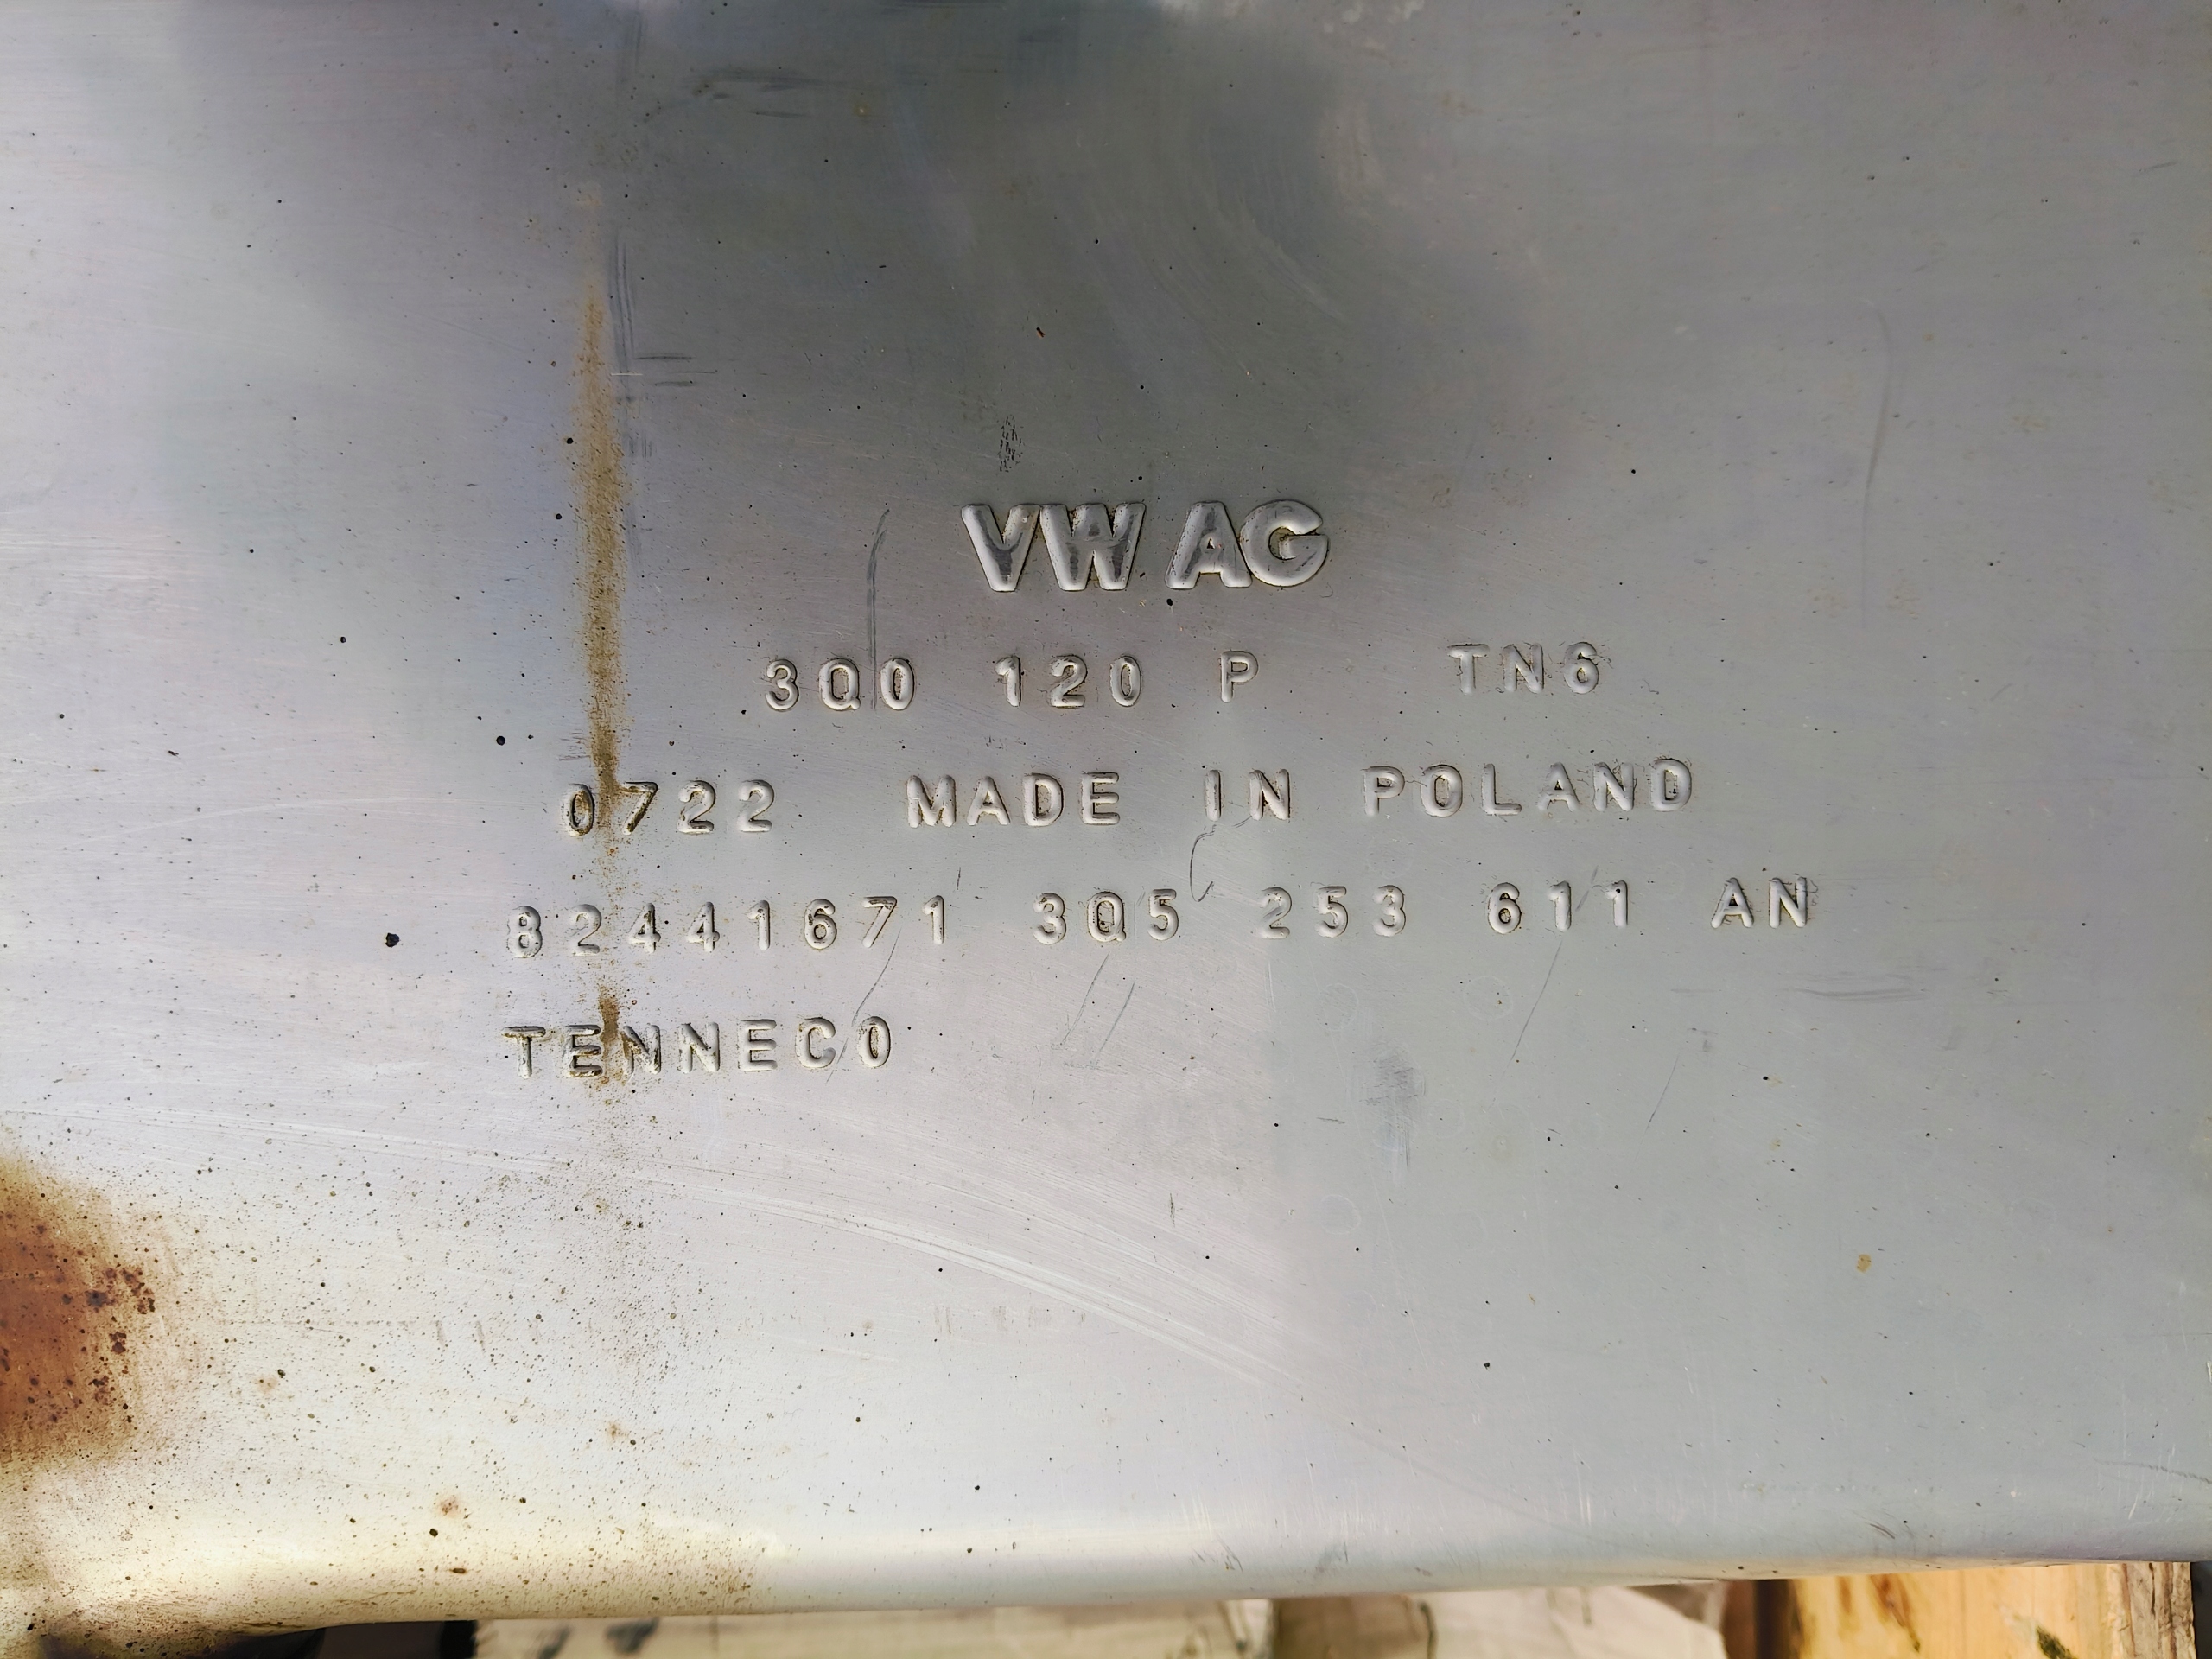 VW AG
3Q0 120 P TN6
0722 MADE IN POLAND
82441671 3Q5 253 611 AN
TENNECO